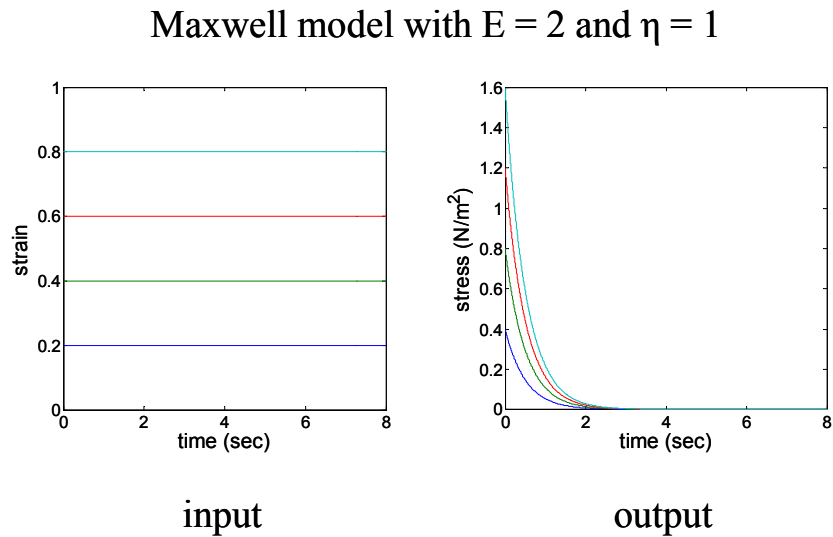 Maxwell model with E = 2 and η = 1
1
0.8
0.6
0.4
0.2
0
0 2 4 6 8
strain
time (sec)
input
1.6
1.4
1.2
1
0.8
0.6
0.4
0.2
0
0 2 4 6 8
stress (N/m²)
time (sec)
output